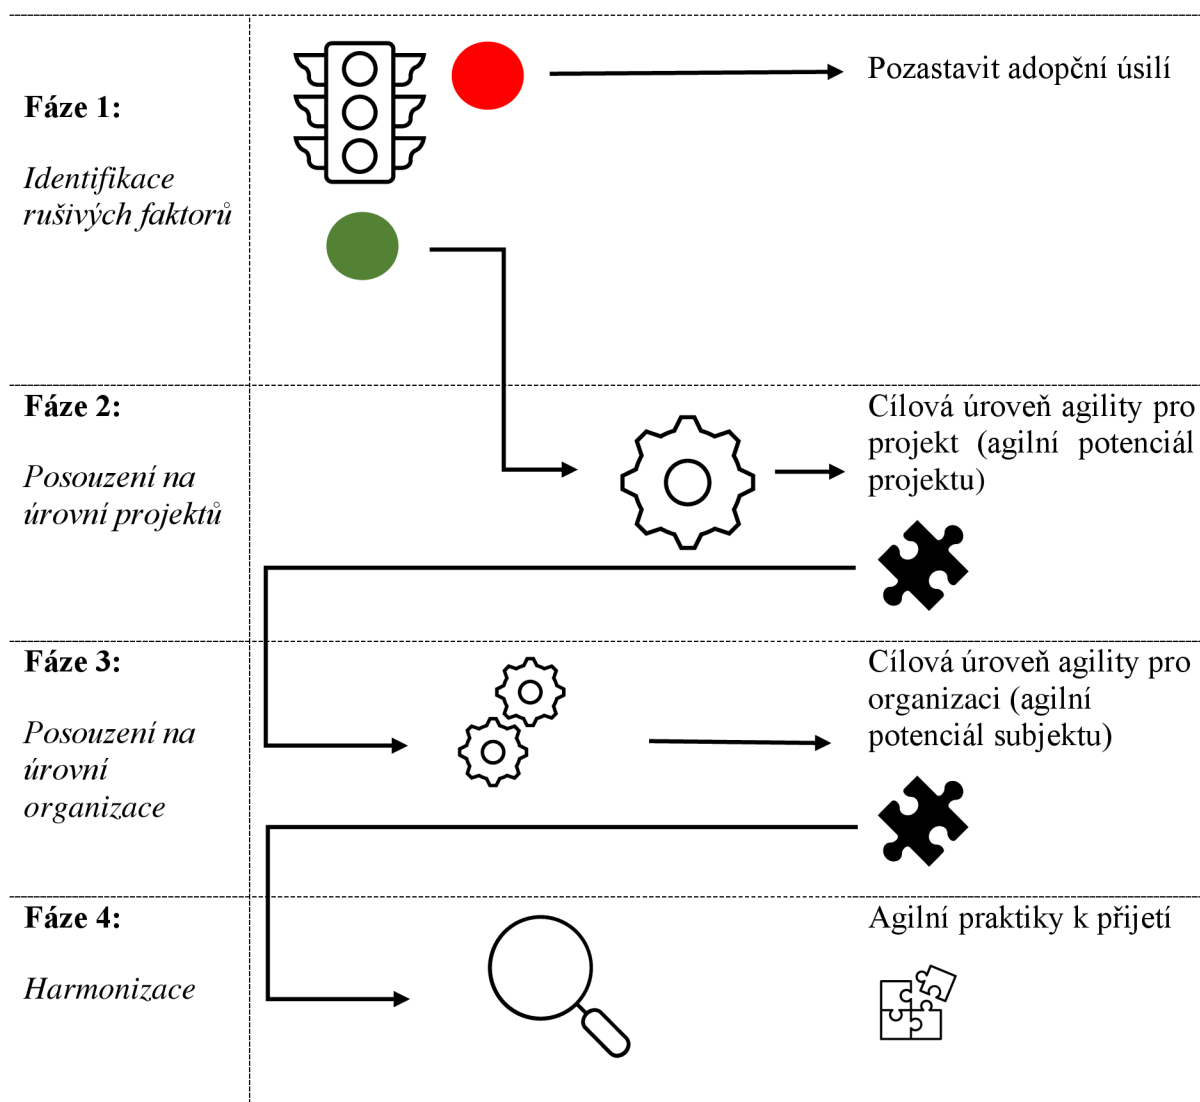 Fáze 1:
Identifikace
rušivých faktorů
Pozastavit adopční úsilí
Fáze 2:
Posouzení na
úrovní projektů
Cílová úroveň agility pro
projekt (agilní potenciál
projektu)
Fáze 3:
Posouzení na
úrovní
organizace
Cílová úroveň agility pro
organizaci (agilní
potenciál subjektu)
Fáze 4:
Harmonizace
Agilní praktiky k přijetí